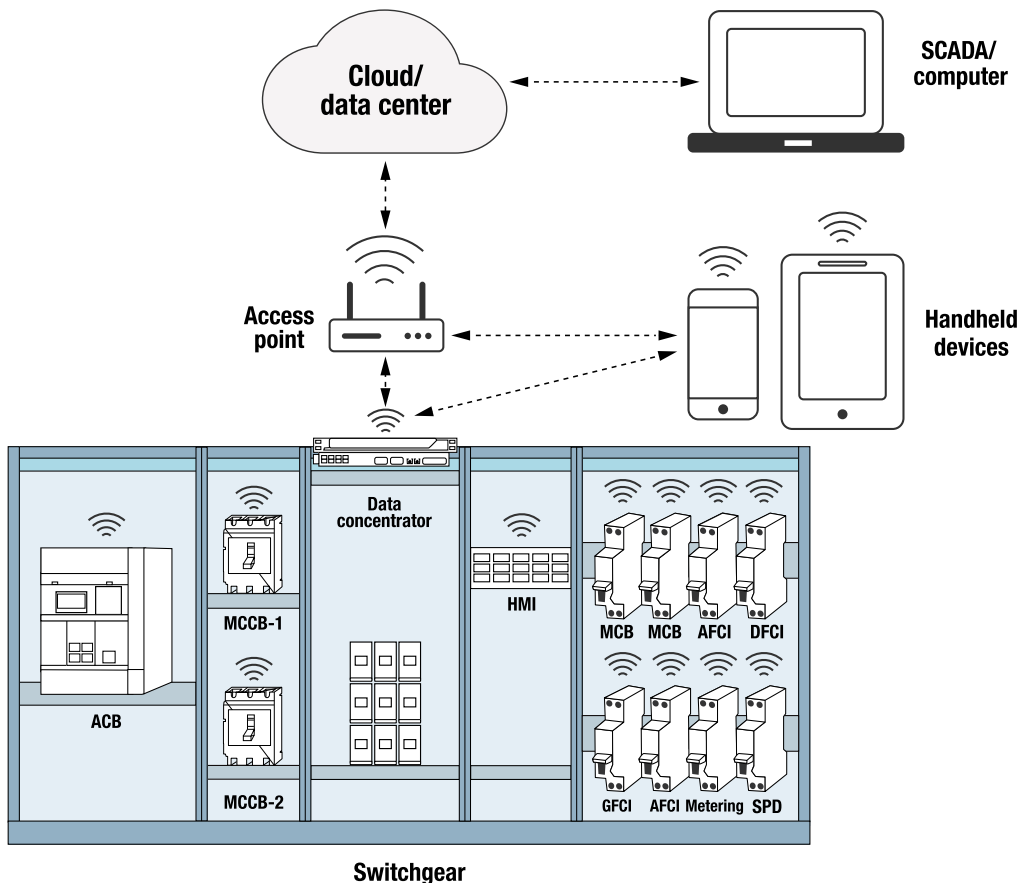 Cloud/
data center
SCADA/
computer
Access
point
Handheld
devices
Data
concentrator
ACB
MCCB-1
MCCB-2
HMI
MCB MCB AFCI DFCI
GFCI AFCI Metering SPD
Switchgear